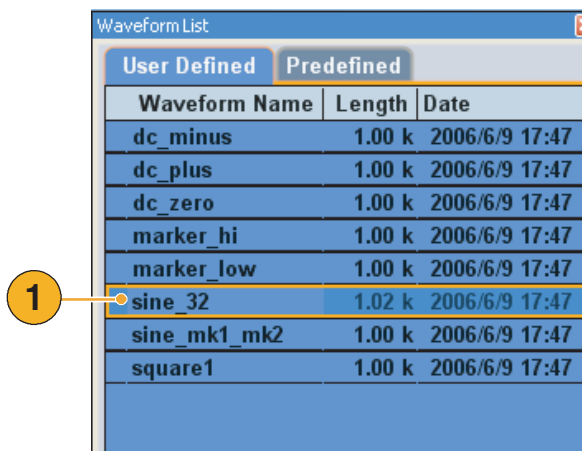 Waveform List
User Defined Predefined
Waveform Name Length Date
dc_minus 1.00 k 2006/6/9 17:47
dc_plus 1.00 k 2006/6/9 17:47
dc_zero 1.00 k 2006/6/9 17:47
marker_hi 1.00 k 2006/6/9 17:47
marker_low 1.00 k 2006/6/9 17:47
1 sine_32 1.02 k 2006/6/9 17:47
sine_mk1_mk2 1.00 k 2006/6/9 17:47
square1 1.00 k 2006/6/9 17:47